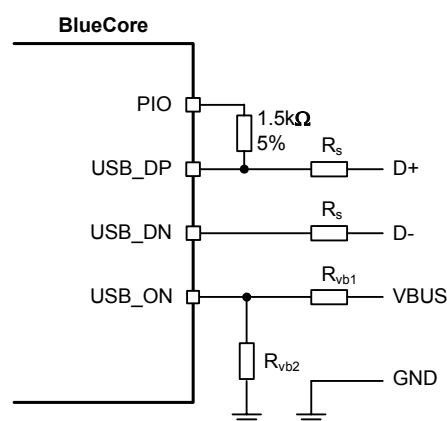 BlueCore
PIO
1.5kΩ
5%
USB_DP
Rs
D+
USB_DN
Rs
D-
USB_ON
Rvb1
VBUS
Rvb2
GND